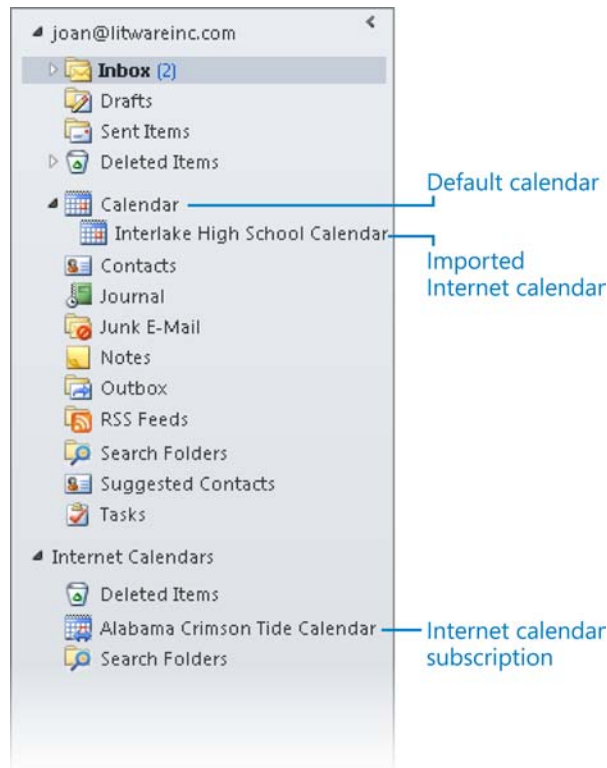 joan@litwareinc.com
Inbox (2)
Drafts
Sent Items
Deleted Items
Calendar
Default calendar
Interlake High School Calendar
Imported
Internet calendar
Contacts
Journal
Junk E-Mail
Notes
Outbox
RSS Feeds
Search Folders
Suggested Contacts
Tasks
Internet Calendars
Deleted Items
Alabama Crimson Tide Calendar
Internet calendar
subscription
Search Folders